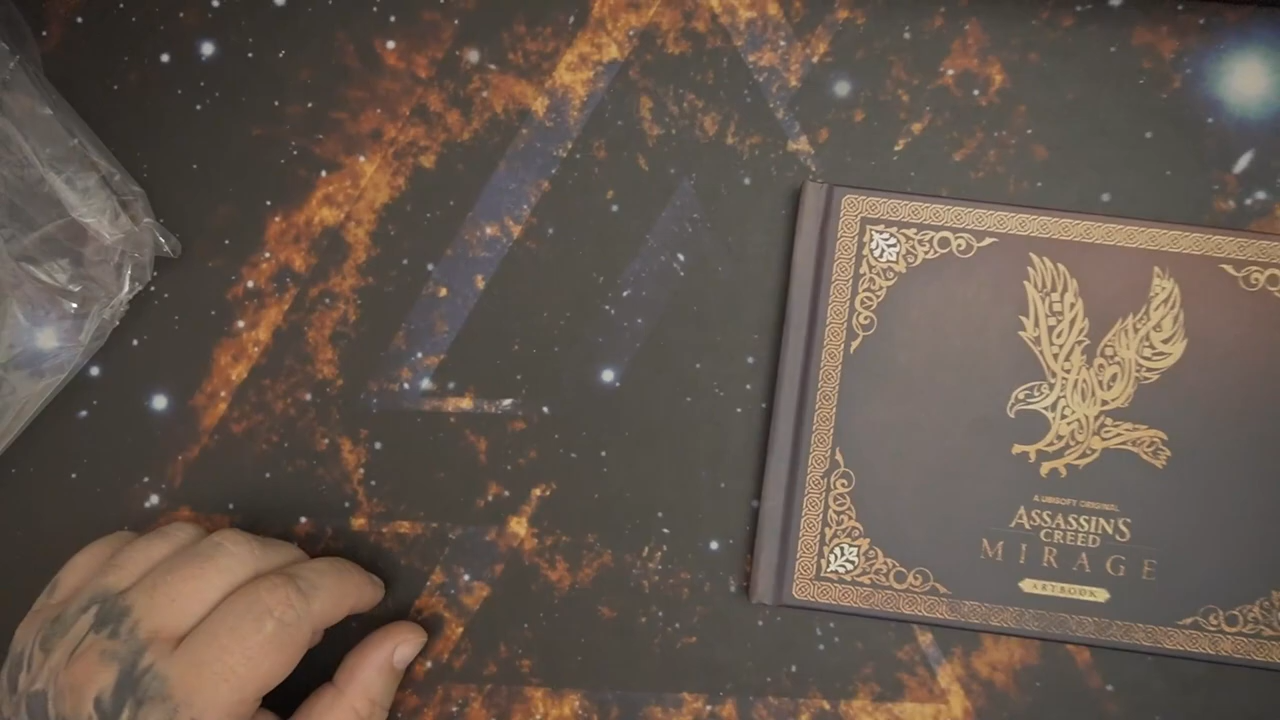 A UBISOFT ORIGINAL
ASSASSIN'S
CREED
MIRAGE
ARTBOOK